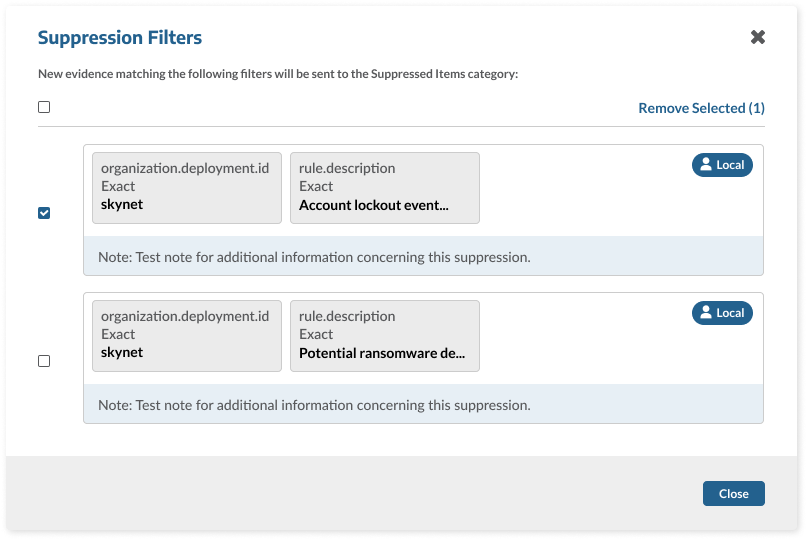 Suppression Filters
New evidence matching the following filters will be sent to the Suppressed Items category:
Remove Selected (1)
organization.deployment.id
Exact
skynet
rule.description
Exact
Account lockout event...
Local
Note: Test note for additional information concerning this suppression.
organization.deployment.id
Exact
skynet
rule.description
Exact
Potential ransomware de...
Local
Note: Test note for additional information concerning this suppression.
Close